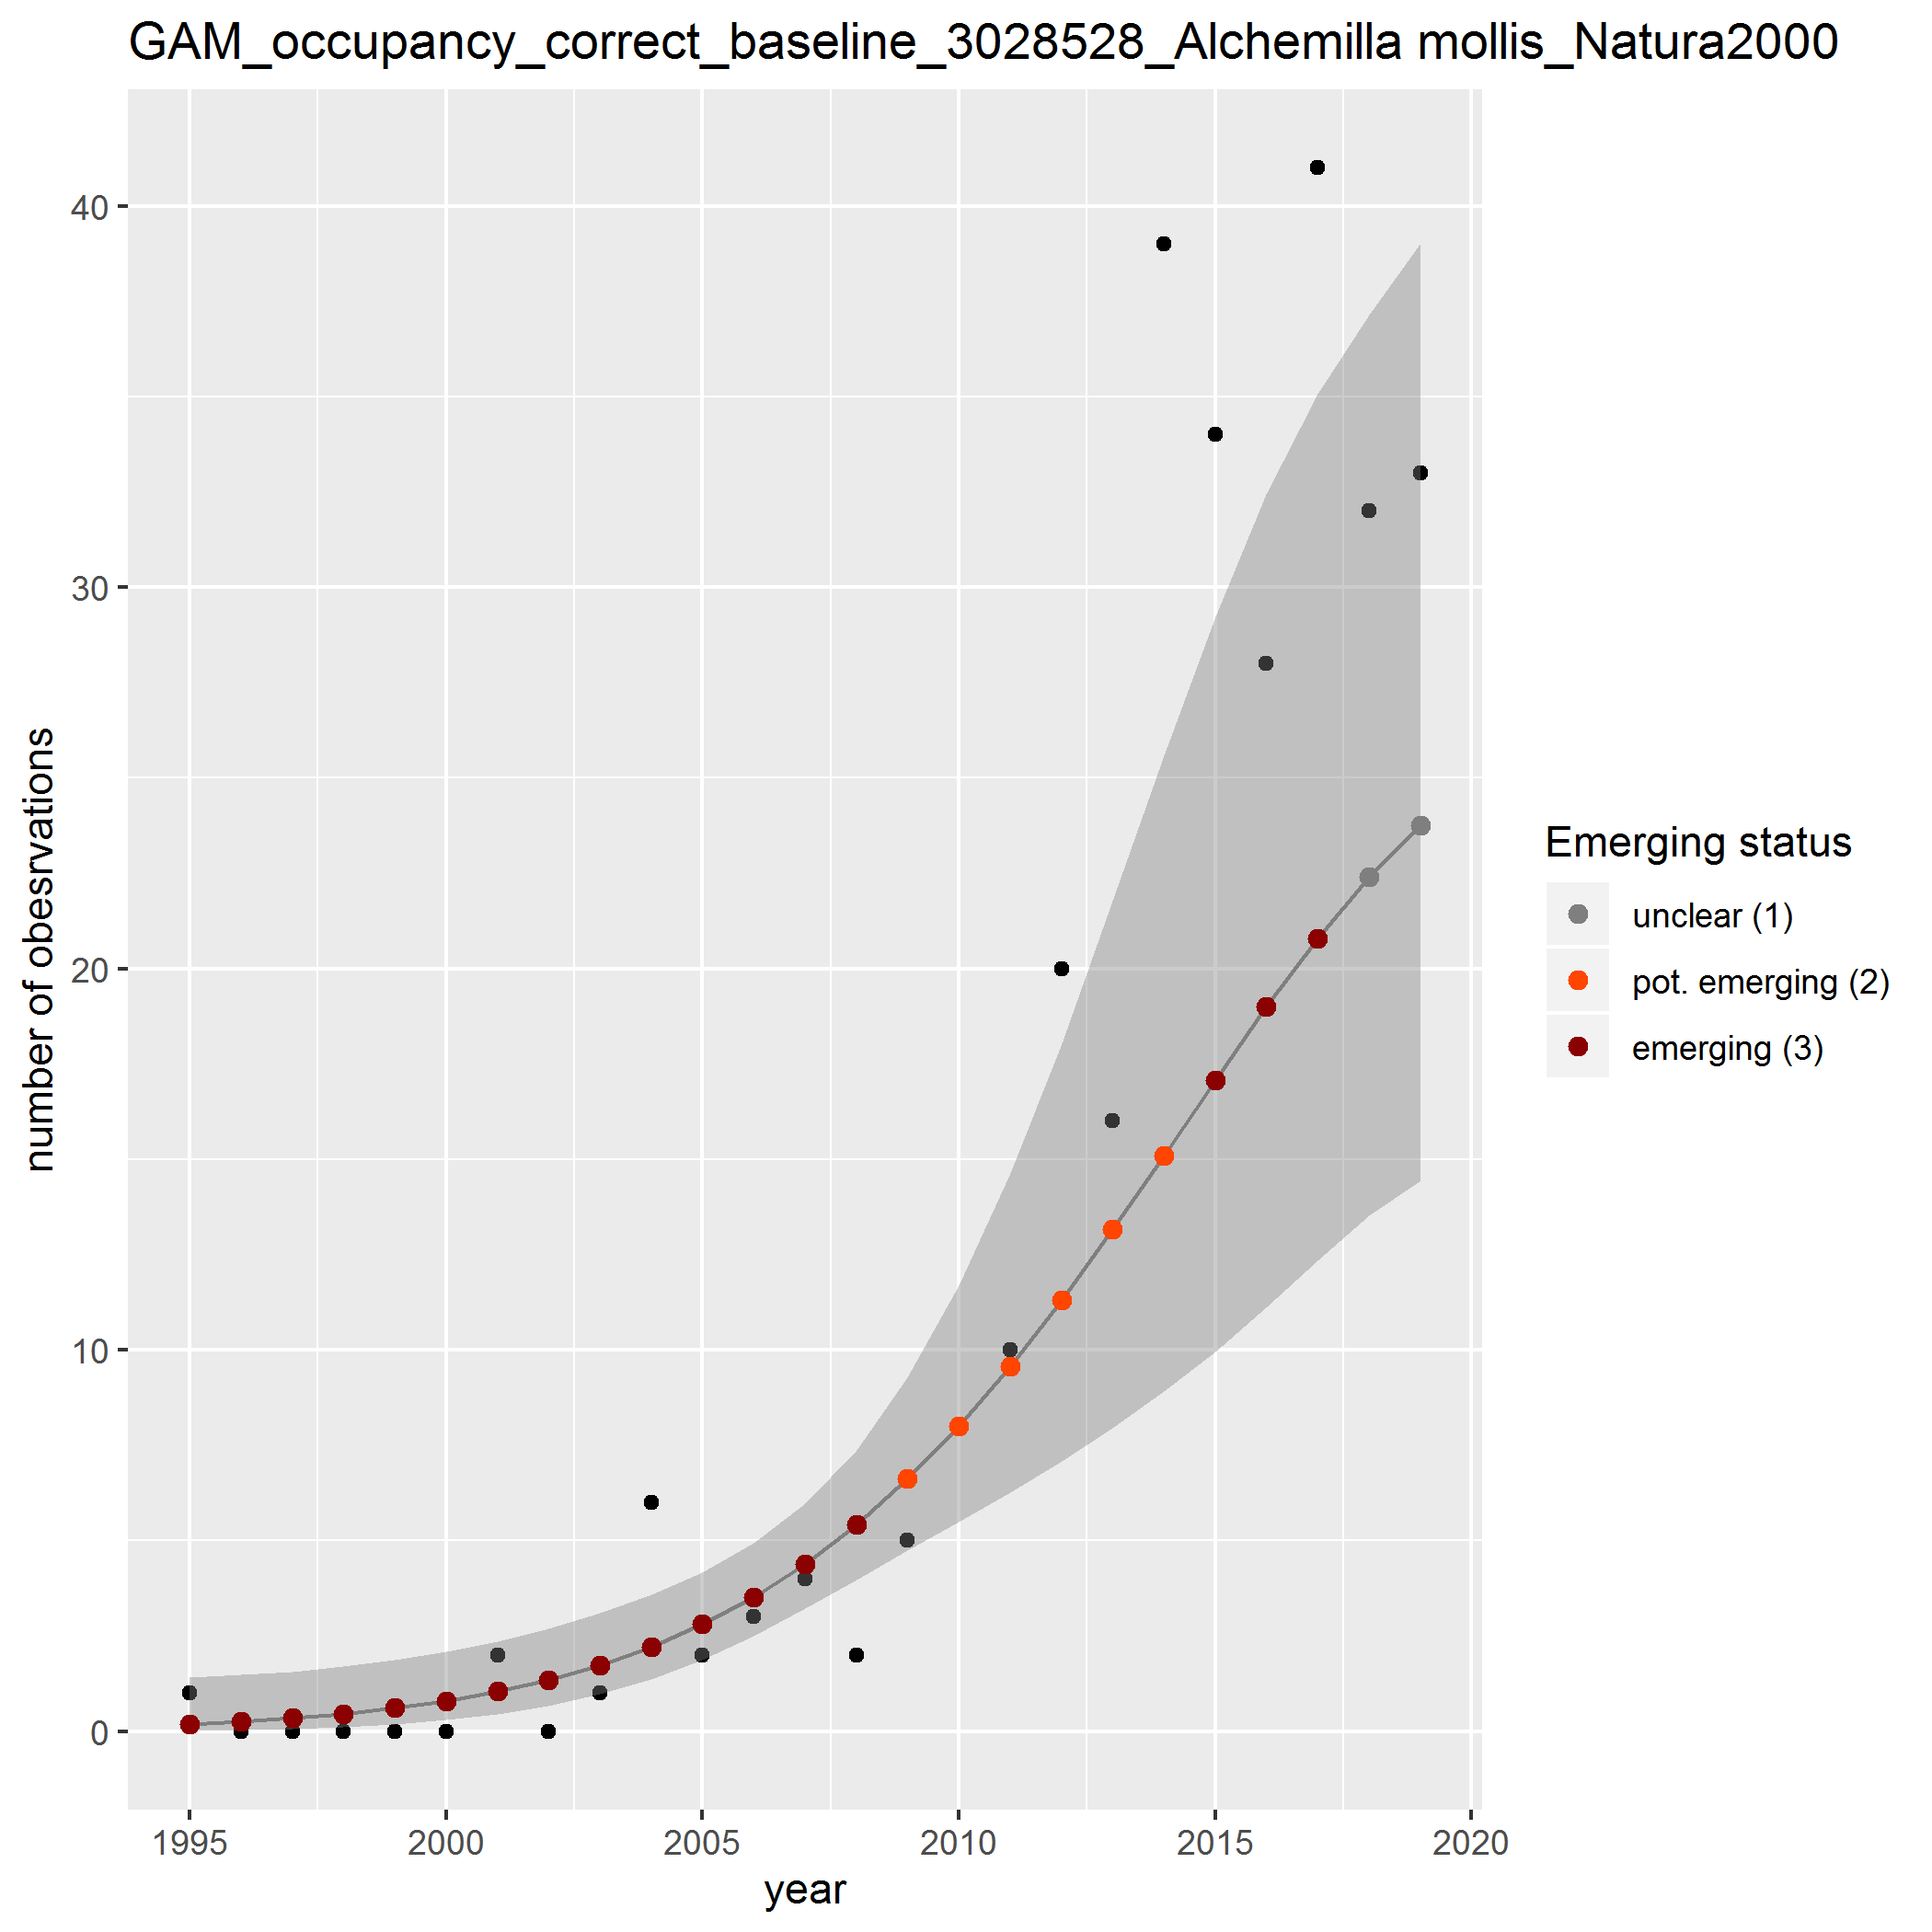 GAM_occupancy_correct_baseline_3028528_Alchemilla mollis_Natura2000
40
30
20
10
0
number of obesrvations
1995 2000 2005 2010 2015 2020
year
Emerging status
unclear (1)
pot. emerging (2)
emerging (3)